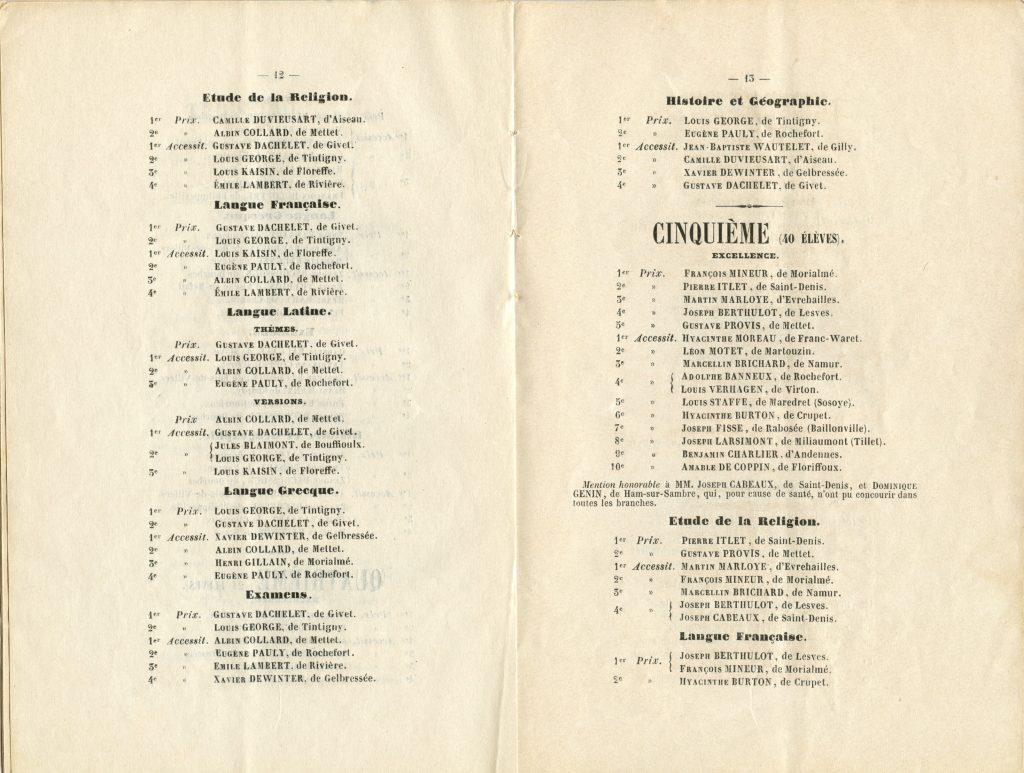 — 12 —
Etude de la Religion.
1er Prix. Camille DUVIEUSART, d'Aiseau.
2e » Albin COLLARD, de Mettet.
1er Accessit. Gustave DACHELET, de Givet.
2e » Louis GEORGE, de Tintigny.
3e » Louis KAISIN, de Floreffe.
4e » Émile LAMBERT, de Rivière.
Langue Française.
1er Prix. Gustave DACHELET, de Givet.
2e » Louis GEORGE, de Tintigny.
1er Accessit. Louis KAISIN, de Floreffe.
2e » Eugène PAULY, de Rochefort.
3e » Albin COLLARD, de Mettet.
4e » Émile LAMBERT, de Rivière.
Langue Latine.
THÈMES.
Prix. Gustave DACHELET, de Givet.
1er Accessit. Louis GEORGE, de Tintigny.
2e » Albin COLLARD, de Mettet.
3e » Eugène PAULY, de Rochefort.
VERSIONS.
Prix Albin COLLARD, de Mettet.
1er Accessit. Gustave DACHELET, de Givet.
2e » { Jules BLAIMONT, de Bouffioulx.
Louis GEORGE, de Tintigny.
3e » Louis KAISIN, de Floreffe.
Langue Grecque.
1er Prix. Louis GEORGE, de Tintigny.
2e » Gustave DACHELET, de Givet.
1er Accessit. Xavier DEWINTER, de Gelbressée.
2e » Albin COLLARD, de Mettet.
3e » Henri GILLAIN, de Morialmé.
4e » Eugène PAULY, de Rochefort.
Examens.
1er Prix. Gustave DACHELET, de Givet.
2e » Louis GEORGE, de Tintigny.
1er Accessit. Albin COLLARD, de Mettet.
2e » Eugène PAULY, de Rochefort.
3e » Emile LAMBERT, de Rivière.
4e » Xavier DEWINTER, de Gelbressée.
— 13 —
Histoire et Géographie.
1er Prix. Louis GEORGE, de Tintigny.
2e » Eugène PAULY, de Rochefort.
1er Accessit. Jean-Baptiste WAUTELET, de Gilly.
2e » Camille DUVIEUSART, d'Aiseau.
3e » Xavier DEWINTER, de Gelbressée.
4e » Gustave DACHELET, de Givet.
CINQUIÈME (40 ÉLÈVES).
EXCELLENCE.
1er Prix. François MINEUR, de Morialmé.
2e » Pierre ITLET, de Saint-Denis.
3e » Martin MARLOYE, d'Evrehailles.
4e » Joseph BERTHULOT, de Lesves.
5e » Gustave PROVIS, de Mettet.
1er Accessit. Hyacinthe MOREAU, de Franc-Waret.
2e » Léon MOTET, de Martouzin.
3e » Marcellin BRICHARD, de Namur.
4e » { Adolphe BANNEUX, de Rochefort.
Louis VERHAGEN, de Virton.
5e » Louis STAFFE, de Maredret (Sosoye).
6e » Hyacinthe BURTON, de Crupet.
7e » Joseph FISSE, de Rabosée (Baillonville).
8e » Joseph LARSIMONT, de Miliaumont (Tillet).
9e » Benjamin CHARLIER, d'Andennes.
10e » Amable DE COPPIN, de Floriffoux.
Mention honorable à MM. Joseph CABEAUX, de Saint-Denis, et Dominique
GENIN, de Ham-sur-Sambre, qui, pour cause de santé, n'ont pu concourir dans
toutes les branches.
Etude de la Religion.
1er Prix. Pierre ITLET, de Saint-Denis.
2e » Gustave PROVIS, de Mettet.
1er Accessit. Martin MARLOYE, d'Evrehailles.
2e » François MINEUR, de Morialmé.
3e » Marcellin BRICHARD, de Namur.
4e » { Joseph BERTHULOT, de Lesves.
Joseph CABEAUX, de Saint-Denis.
Langue Française.
1er Prix. { Joseph BERTHULOT, de Lesves.
François MINEUR, de Morialmé.
2e » Hyacinthe BURTON, de Crupet.